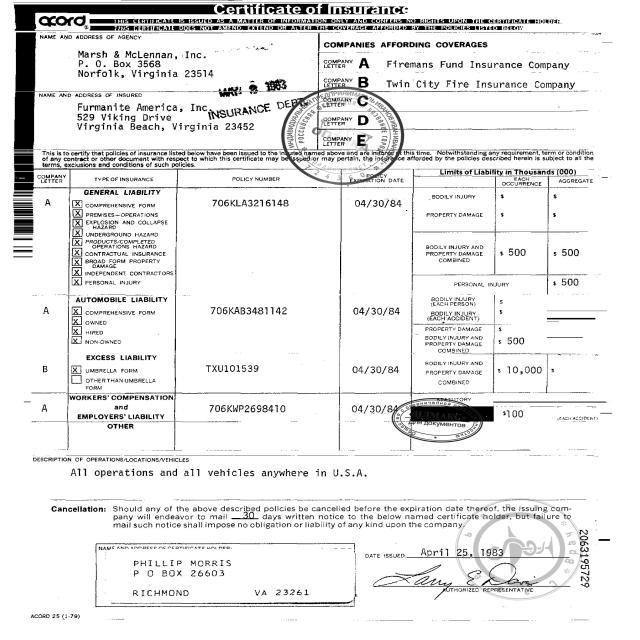 Certificate of Insurance
acord
THIS CERTIFICATE IS ISSUED AS A MATTER OF INFORMATION ONLY AND CONFERS NO RIGHTS UPON THE CERTIFICATE HOLDER.
THIS CERTIFICATE DOES NOT AMEND EXTEND OR ALTER THE COVERAGE AFFORDED BY THE POLICIES LISTED BELOW
NAME AND ADDRESS OF AGENCY
Marsh & McLennan, Inc.
P. O. Box 3568
Norfolk, Virginia 23514
COMPANIES AFFORDING COVERAGES
COMPANY LETTER A Firemans Fund Insurance Company
COMPANY LETTER B Twin City Fire Insurance Company
COMPANY LETTER C
COMPANY LETTER D
COMPANY LETTER E
1983
INSURANCE DEPT
NAME AND ADDRESS OF INSURED
Furmanite America, Inc.
529 Viking Drive
Virginia Beach, Virginia 23452
This is to certify that policies of insurance listed below have been issued to the insured named above and are in force at this time. Notwithstanding any requirement, term or condition
of any contract or other document with respect to which this certificate may be issued or may pertain, the insurance afforded by the policies described herein is subject to all the
terms, exclusions and conditions of such policies.
COMPANY LETTER TYPE OF INSURANCE POLICY NUMBER POLICY EXPIRATION DATE
Limits of Liability in Thousands (000)
EACH OCCURRENCE AGGREGATE
A GENERAL LIABILITY 706KLA3216148 04/30/84
X COMPREHENSIVE FORM
X PREMISES—OPERATIONS
X EXPLOSION AND COLLAPSE HAZARD
X UNDERGROUND HAZARD
X PRODUCTS/COMPLETED OPERATIONS HAZARD
X CONTRACTUAL INSURANCE
X BROAD FORM PROPERTY DAMAGE
X INDEPENDENT CONTRACTORS
X PERSONAL INJURY
BODILY INJURY $ $
PROPERTY DAMAGE $ $
BODILY INJURY AND PROPERTY DAMAGE COMBINED $ 500 $ 500
PERSONAL INJURY $ 500
A AUTOMOBILE LIABILITY 706KAB3481142 04/30/84
X COMPREHENSIVE FORM
X OWNED
X HIRED
X NON-OWNED
BODILY INJURY (EACH PERSON) $
BODILY INJURY (EACH ACCIDENT) $
PROPERTY DAMAGE $
BODILY INJURY AND PROPERTY DAMAGE COMBINED $ 500
B EXCESS LIABILITY TXU101539 04/30/84
X UMBRELLA FORM
OTHER THAN UMBRELLA FORM
BODILY INJURY AND PROPERTY DAMAGE COMBINED $ 10,000 $
A WORKERS' COMPENSATION and EMPLOYERS' LIABILITY 706KWP2698410 04/30/84
STATUTORY
$100 (EACH ACCIDENT)
для документов
OTHER
DESCRIPTION OF OPERATIONS/LOCATIONS/VEHICLES
All operations and all vehicles anywhere in U.S.A.
Cancellation: Should any of the above described policies be cancelled before the expiration date thereof, the issuing com-
pany will endeavor to mail 30 days written notice to the below named certificate holder, but failure to
mail such notice shall impose no obligation or liability of any kind upon the company.
NAME AND ADDRESS OF CERTIFICATE HOLDER:
PHILLIP MORRIS
P O BOX 26603
RICHMOND VA 23261
DATE ISSUED April 25, 1983
Larry E Davis
AUTHORIZED REPRESENTATIVE
2063195729
ACORD 25 (1-79)